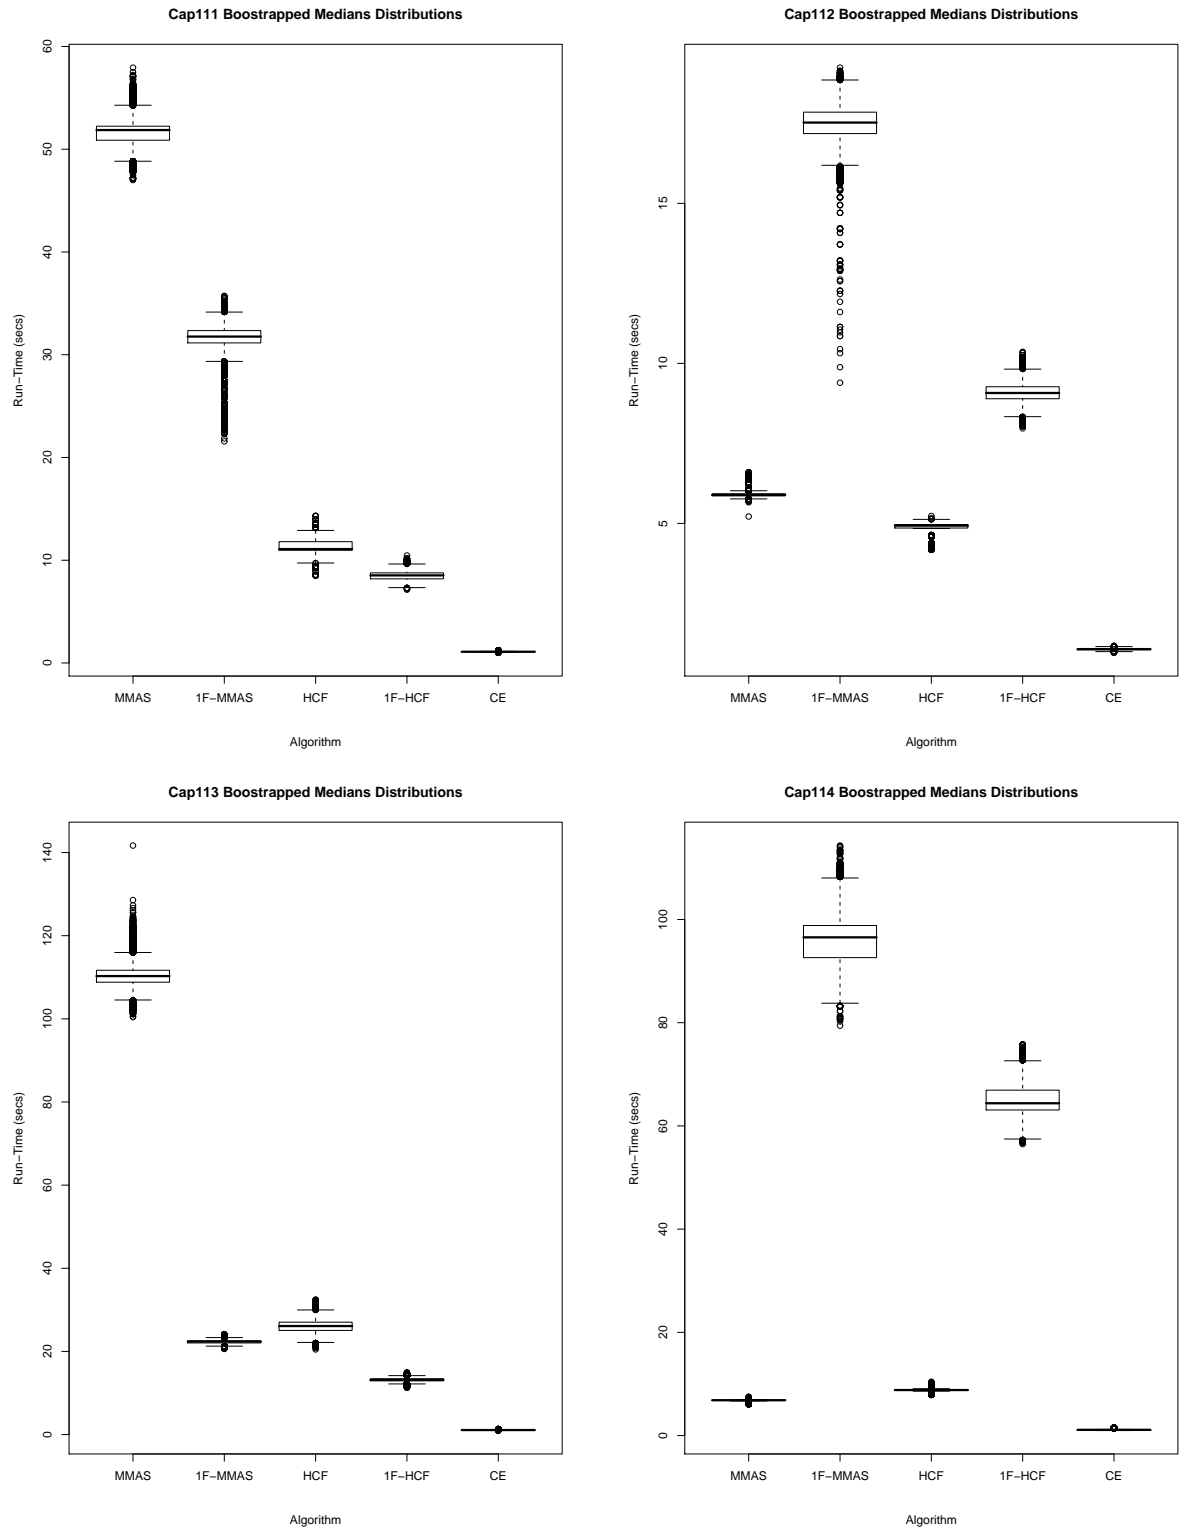 Cap111 Boostrapped Medians Distributions
Run−Time (secs)
60
50
40
30
20
10
0
MMAS 1F−MMAS HCF 1F−HCF CE
Algorithm
Cap112 Boostrapped Medians Distributions
Run−Time (secs)
15
10
5
MMAS 1F−MMAS HCF 1F−HCF CE
Algorithm
Cap113 Boostrapped Medians Distributions
Run−Time (secs)
140
120
100
80
60
40
20
0
MMAS 1F−MMAS HCF 1F−HCF CE
Algorithm
Cap114 Boostrapped Medians Distributions
Run−Time (secs)
100
80
60
40
20
0
MMAS 1F−MMAS HCF 1F−HCF CE
Algorithm